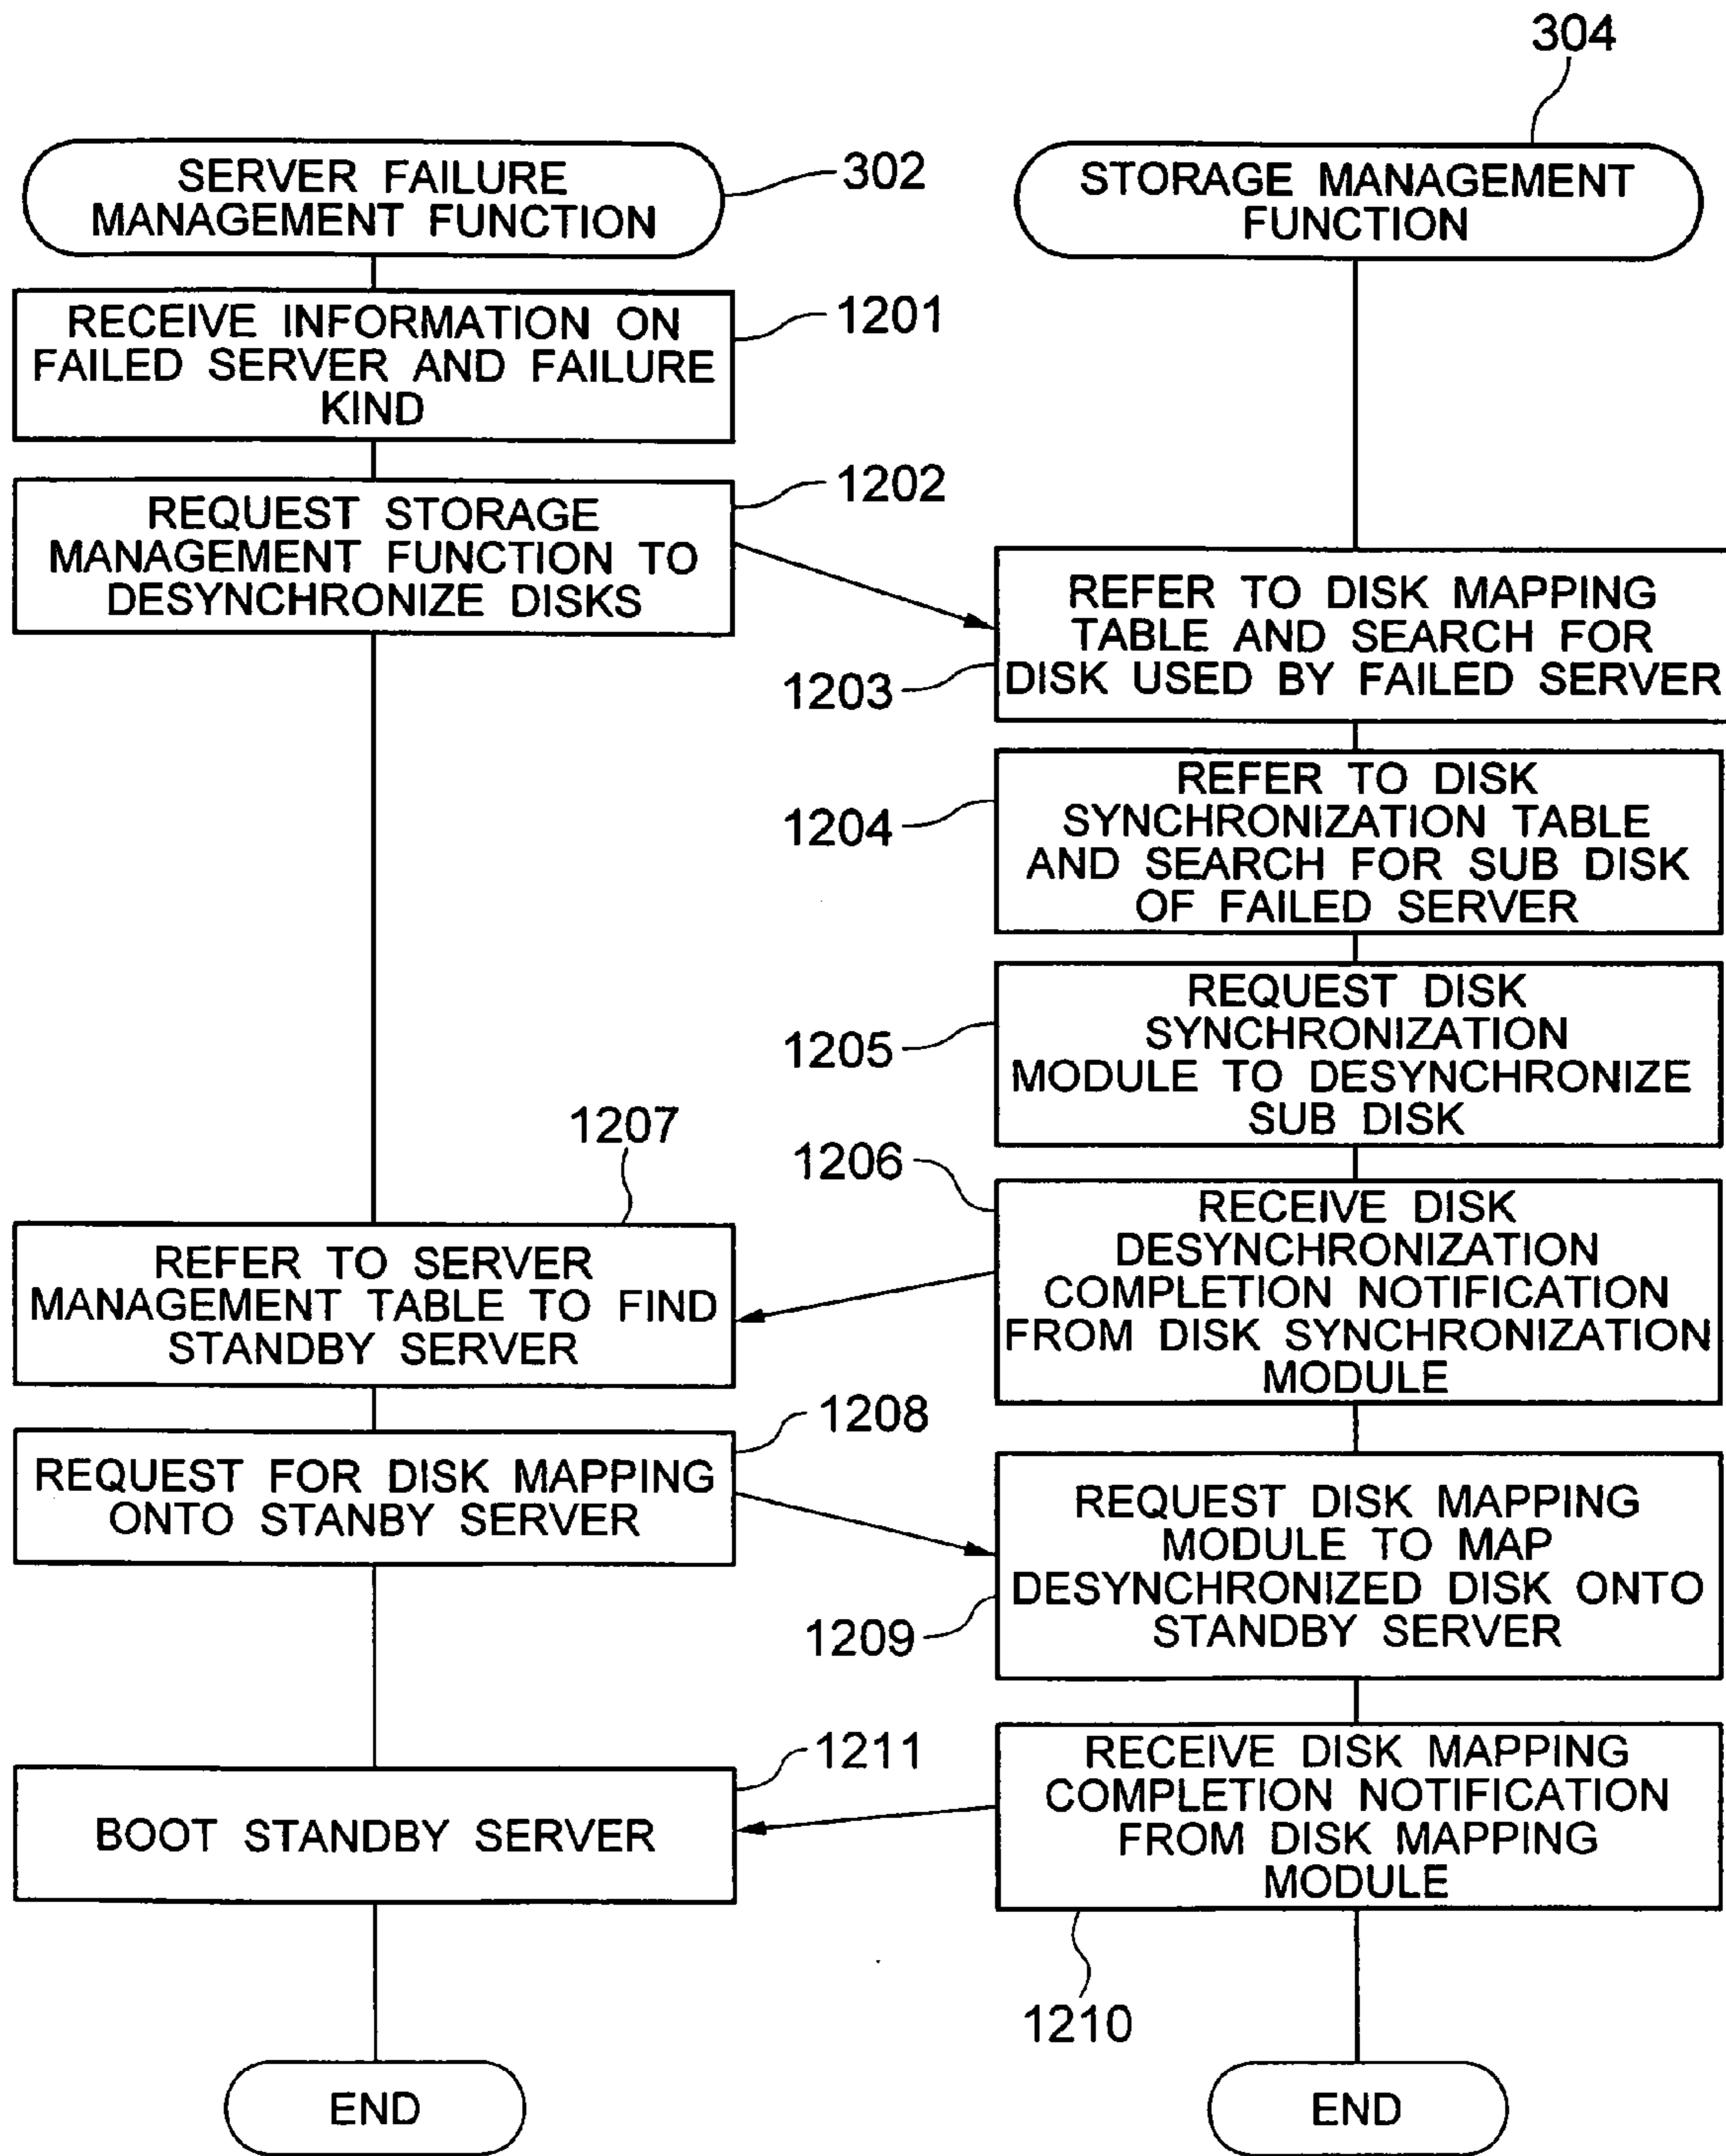 304
SERVER FAILURE
MANAGEMENT FUNCTION
302
STORAGE MANAGEMENT
FUNCTION
RECEIVE INFORMATION ON
FAILED SERVER AND FAILURE
KIND
1201
REQUEST STORAGE
MANAGEMENT FUNCTION TO
DESYNCHRONIZE DISKS
1202
REFER TO DISK MAPPING
TABLE AND SEARCH FOR
DISK USED BY FAILED SERVER
1203
REFER TO DISK
SYNCHRONIZATION TABLE
AND SEARCH FOR SUB DISK
OF FAILED SERVER
1204
REQUEST DISK
SYNCHRONIZATION
MODULE TO DESYNCHRONIZE
SUB DISK
1205
1206
RECEIVE DISK
DESYNCHRONIZATION
COMPLETION NOTIFICATION
FROM DISK SYNCHRONIZATION
MODULE
1207
REFER TO SERVER
MANAGEMENT TABLE TO FIND
STANDBY SERVER
1208
REQUEST FOR DISK MAPPING
ONTO STANBY SERVER
REQUEST DISK MAPPING
MODULE TO MAP
DESYNCHRONIZED DISK ONTO
STANDBY SERVER
1209
RECEIVE DISK MAPPING
COMPLETION NOTIFICATION
FROM DISK MAPPING
MODULE
1210
1211
BOOT STANDBY SERVER
END
END